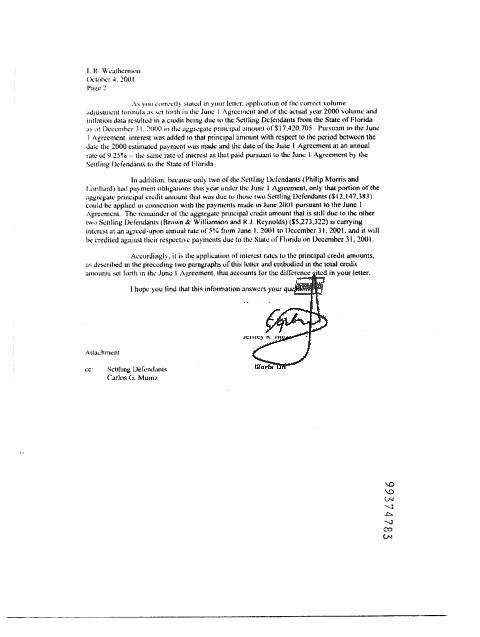 I. R. Weathermon
October 4, 2001
Page 2
As you correctly stated in your letter, application of the correct volume
adjustment formula as set forth in the June 1 Agreement and of the actual year 2000 volume and
inflation data resulted in a credit being due to the Settling Defendants from the State of Florida
as of December 31, 2000 in the aggregate principal amount of $17,420,705. Pursuant to the June
1 Agreement, interest was added to that principal amount with respect to the period between the
date the 2000 estimated payment was made and the date of the June 1 Agreement at an annual
rate of 9.25% -- the same rate of interest as that paid pursuant to the June 1 Agreement by the
Settling Defendants to the State of Florida.
In addition, because only two of the Settling Defendants (Philip Morris and
Lorillard) had payment obligations this year under the June 1 Agreement, only that portion of the
aggregate principal credit amount that was due to those two Settling Defendants ($12,147,383)
could be applied in connection with the payments made in June 2001 pursuant to the June 1
Agreement. The remainder of the aggregate principal credit amount that is still due to the other
two Settling Defendants (Brown & Williamson and R.J. Reynolds) ($5,273,322) is carrying
interest at an agreed-upon annual rate of 5% from June 1, 2001 to December 31, 2001, and it will
be credited against their respective payments due to the State of Florida on December 31, 2001.
Accordingly, it is the application of interest rates to the principal credit amounts,
as described in the preceding two paragraphs of this letter and embodied in the total credit
amounts set forth in the June 1 Agreement, that accounts for the difference cited in your letter.
I hope you find that this information answers your
Attachment
cc: Settling Defendants
Carlos G. Muniz
99374783